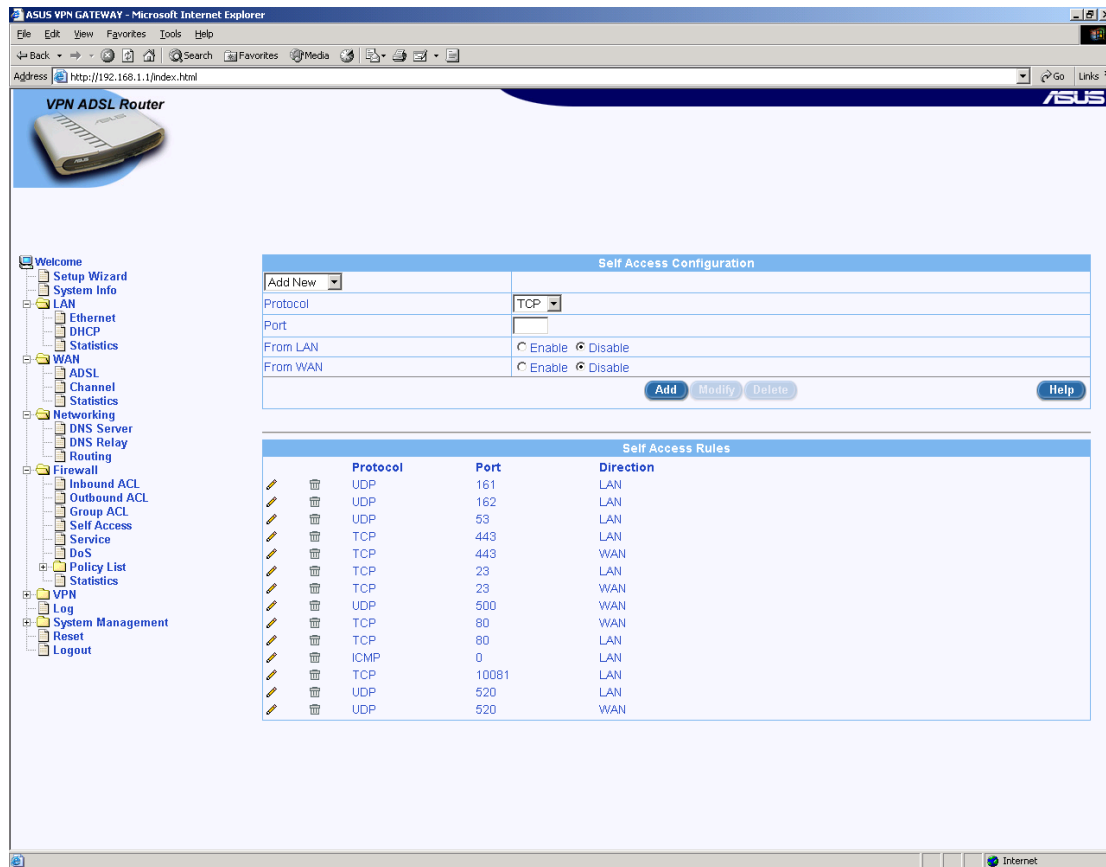 ASUS VPN GATEWAY - Microsoft Internet Explorer
File Edit View Favorites Tools Help
Back Search Favorites Media
Address http://192.168.1.1/index.html Go Links
VPN ADSL Router
ASUS
Welcome
Setup Wizard
System Info
LAN
Ethernet
DHCP
Statistics
WAN
ADSL
Channel
Statistics
Networking
DNS Server
DNS Relay
Routing
Firewall
Inbound ACL
Outbound ACL
Group ACL
Self Access
Service
DoS
Policy List
Statistics
VPN
Log
System Management
Reset
Logout
Self Access Configuration
Add New
Protocol TCP
Port
From LAN Enable Disable
From WAN Enable Disable
Add Modify Delete Help
Self Access Rules
Protocol Port Direction
UDP 161 LAN
UDP 162 LAN
UDP 53 LAN
TCP 443 LAN
TCP 443 WAN
TCP 23 LAN
TCP 23 WAN
UDP 500 WAN
TCP 80 WAN
TCP 80 LAN
ICMP 0 LAN
TCP 10081 LAN
UDP 520 LAN
UDP 520 WAN
Internet